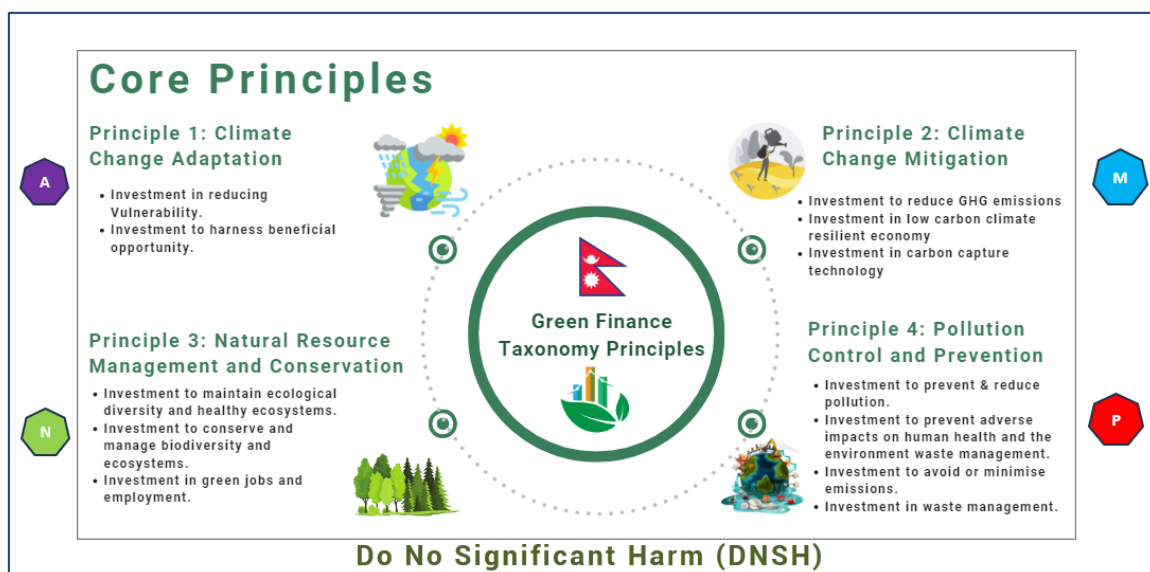 Core Principles
Principle 1: Climate
Change Adaptation
A
• Investment in reducing
Vulnerability.
• Investment to harness beneficial
opportunity.
Principle 2: Climate
Change Mitigation
M
• Investment to reduce GHG emissions
• Investment in low carbon climate
resilient economy
• Investment in carbon capture
technology
Green Finance
Taxonomy Principles
Principle 3: Natural Resource
Management and Conservation
N
• Investment to maintain ecological
diversity and healthy ecosystems.
• Investment to conserve and
manage biodiversity and
ecosystems.
• Investment in green jobs and
employment.
Principle 4: Pollution
Control and Prevention
P
• Investment to prevent & reduce
pollution.
• Investment to prevent adverse
impacts on human health and the
environment waste management.
• Investment to avoid or minimise
emissions.
• Investment in waste management.
Do No Significant Harm (DNSH)